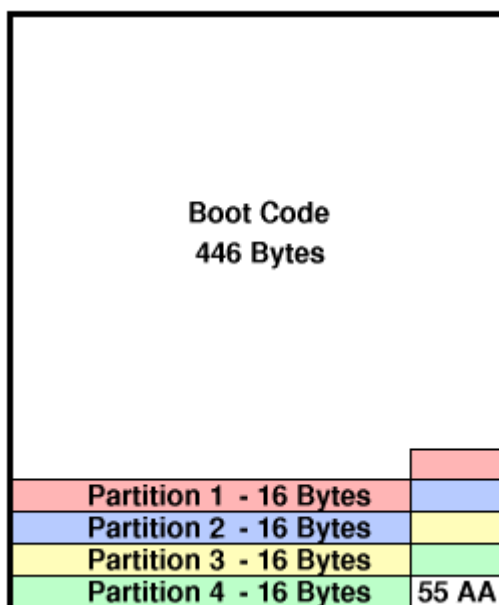 Boot Code
446 Bytes
Partition 1 - 16 Bytes
Partition 2 - 16 Bytes
Partition 3 - 16 Bytes
Partition 4 - 16 Bytes 55 AA